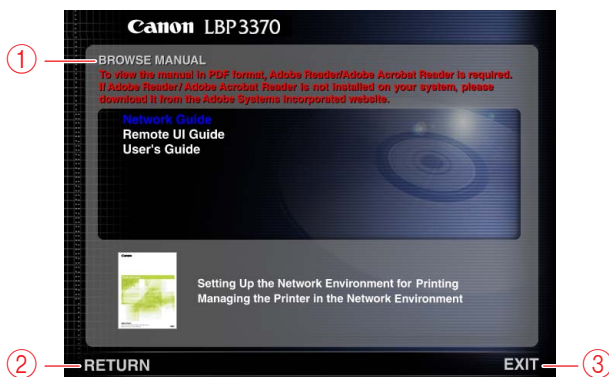 Canon LBP3370
① BROWSE MANUAL
To view the manual in PDF format, Adobe Reader/Adobe Acrobat Reader is required.
If Adobe Reader/ Adobe Acrobat Reader is not installed on your system, please
download it from the Adobe Systems Incorporated website.
Network Guide
Remote UI Guide
User's Guide
Canon
Setting Up the Network Environment for Printing
Managing the Printer in the Network Environment
② RETURN
EXIT ③